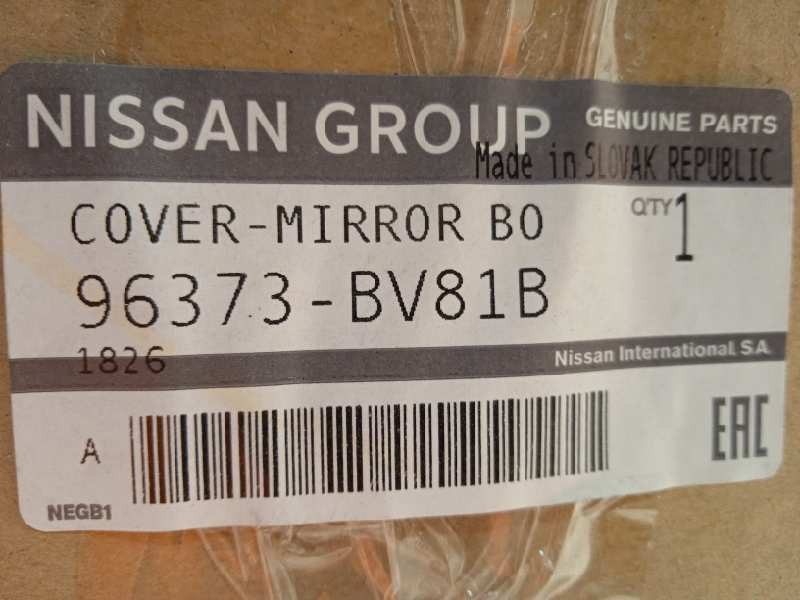 NISSAN GROUP
GENUINE PARTS
Made in SLOVAK REPUBLIC
COVER-MIRROR BO
QTY 1
96373-BV81B
1826
Nissan International. S.A.
A
EAC
NEGB1